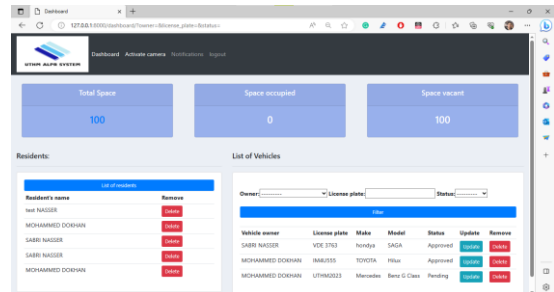 Dashboard
127.0.0.1:8000/dashboard/?owner=&license_plate=&status=
UTHM ALPR SYSTEM
Dashboard Activate camera Notifications logout
Total Space Space occupied Space vacant
100 0 100
Residents: List of Vehicles
List of residents
Resident's name Remove
test NASSER Delete
MOHAMMED DOKHAN Delete
SABRI NASSER Delete
SABRI NASSER Delete
MOHAMMED DOKHAN Delete
Owner: --------- License plate: Status: ---------
Filter
Vehicle owner License plate Make Model Status Update Remove
SABRI NASSER VDE 3763 hondya SAGA Approved Update Delete
MOHAMMED DOKHAN TOYOTA Hilux Approved Update Delete
MOHAMMED DOKHAN UTHM2023 Mercedes Benz G Class Pending Update Delete